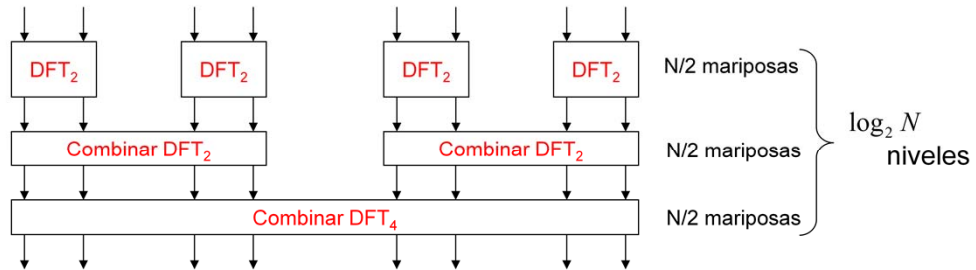 DFT₂ DFT₂ DFT₂ DFT₂ N/2 mariposas
log₂ N
niveles
Combinar DFT₂ Combinar DFT₂ N/2 mariposas
Combinar DFT₄ N/2 mariposas